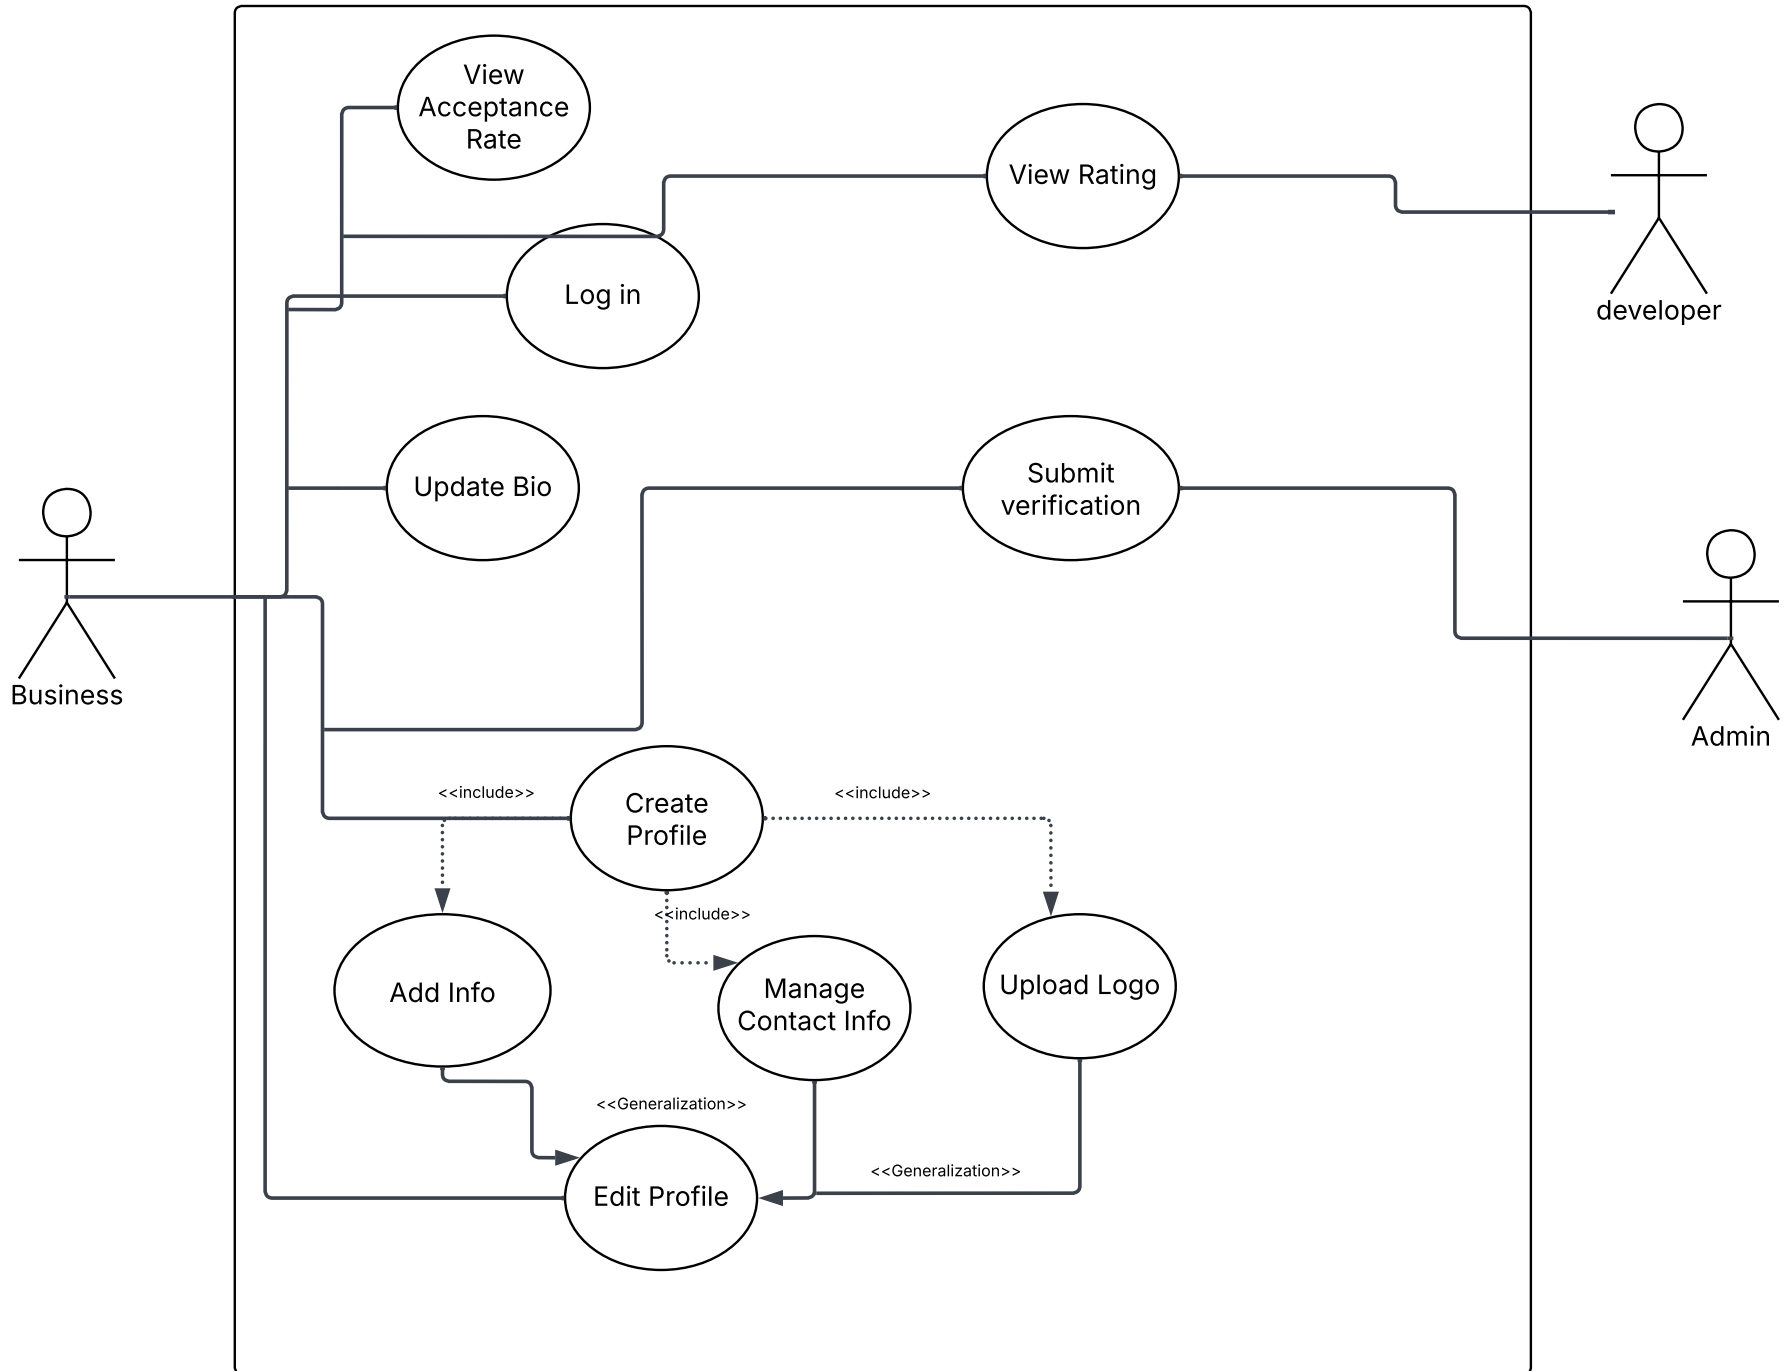 View
Acceptance
Rate
View Rating
Log in
developer
Update Bio
Submit
verification
Business
Admin
<<include>>
<<include>>
Create
Profile
<<include>>
Add Info
Manage
Contact Info
Upload Logo
<<Generalization>>
<<Generalization>>
Edit Profile